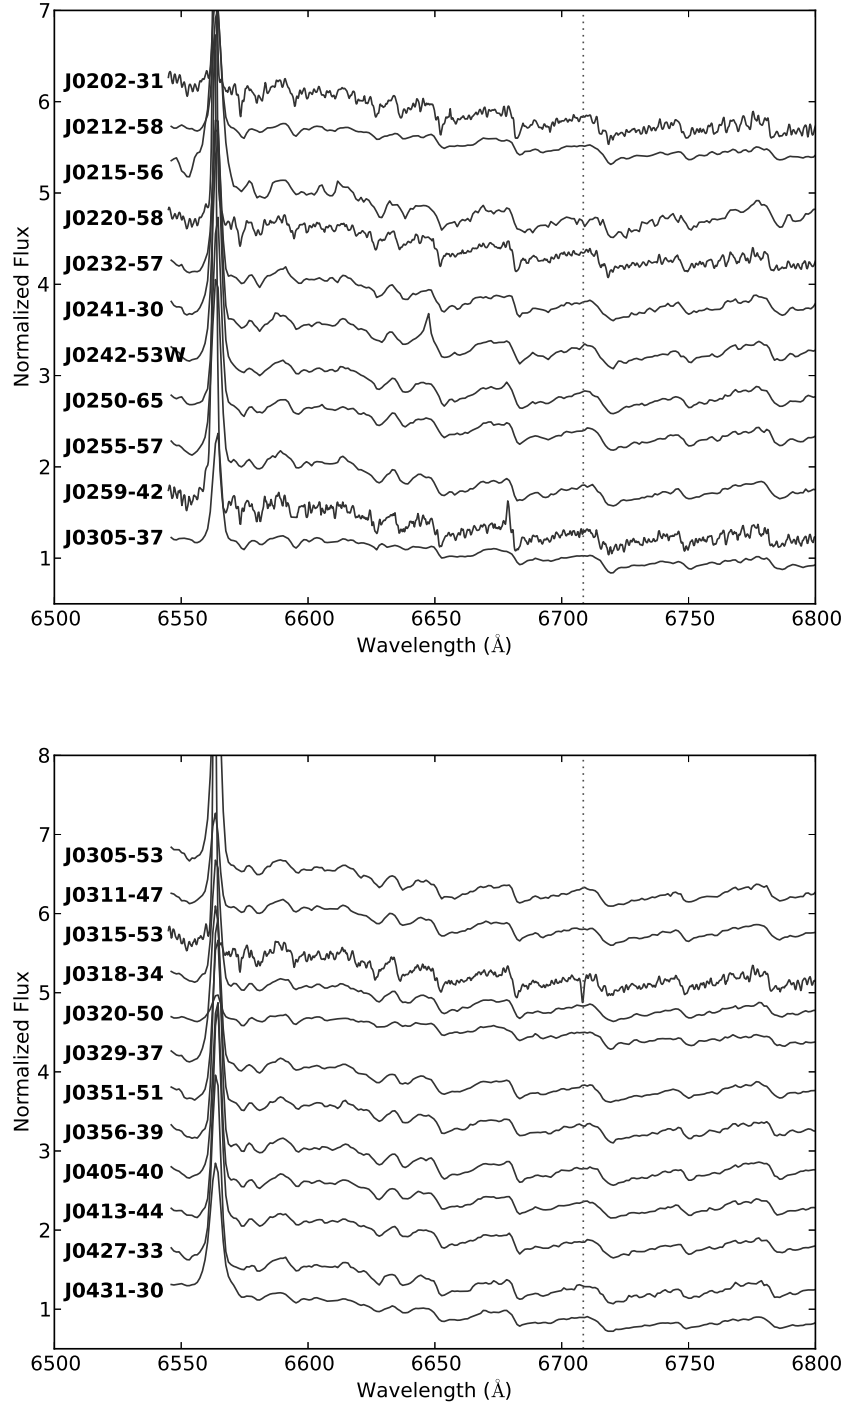 7
J0202-31
6
J0212-58
J0215-56
5
J0220-58
J0232-57
4
J0241-30
J0242-53W
3
J0250-65
J0255-57
2
J0259-42
J0305-37
1
Normalized Flux
6500 6550 6600 6650 6700 6750 6800
Wavelength (Å)
8
7
J0305-53
J0311-47
6
J0315-53
J0318-34
5
J0320-50
J0329-37
4
J0351-51
J0356-39
3
J0405-40
J0413-44
2
J0427-33
J0431-30
1
Normalized Flux
6500 6550 6600 6650 6700 6750 6800
Wavelength (Å)